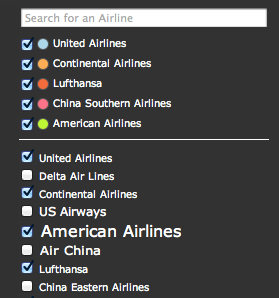 Search for an Airline
United Airlines
Continental Airlines
Lufthansa
China Southern Airlines
American Airlines
United Airlines
Delta Air Lines
Continental Airlines
US Airways
American Airlines
Air China
Lufthansa
China Eastern Airlines